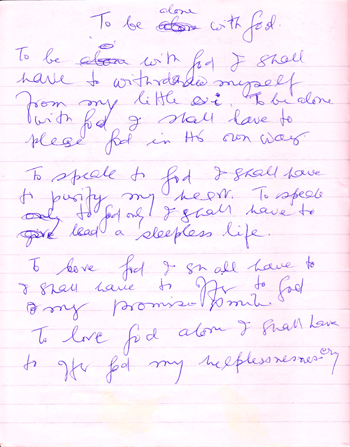 alone
To be alone with God.
To be alone with God I shall
have to withdraw myself
from my little "i". To be alone
with God I shall have to
please God in His own way
To speak to God I shall have
to purify my heart. To speak
only to God only I shall have to
give lead a sleepless life.
To love God I shall have to
I shall have to offer to God
my promise-
To love God alone I shall have
to offer God my helplessness-cry